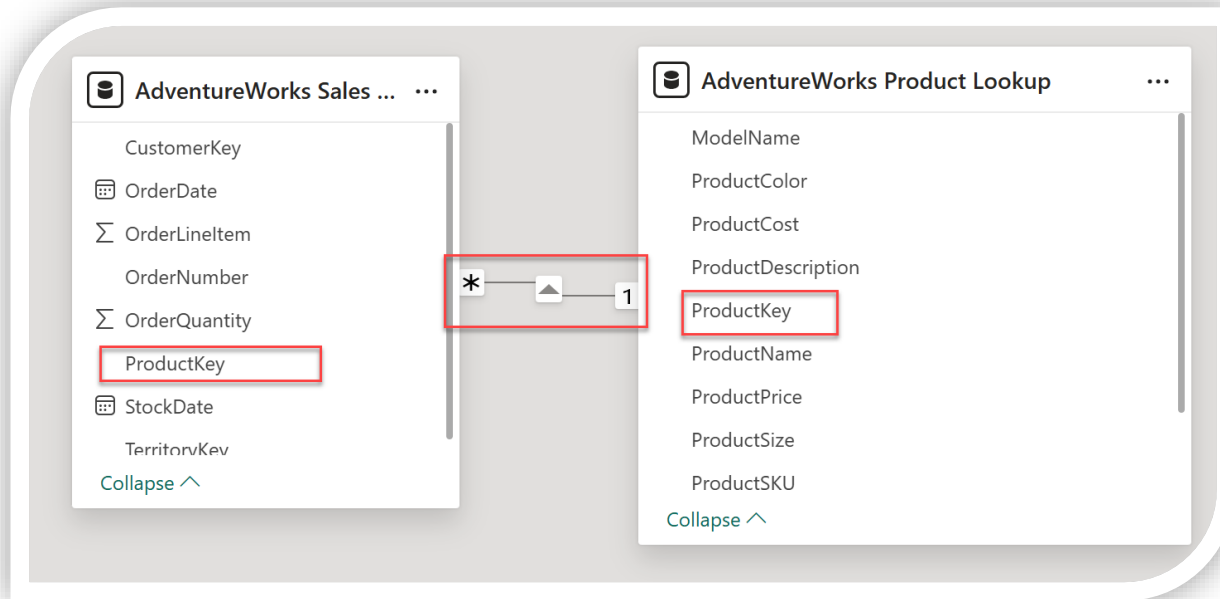 AdventureWorks Sales ... ...
CustomerKey
OrderDate
OrderLineItem
OrderNumber
OrderQuantity
ProductKey
StockDate
TerritoryKey
Collapse
* 1
AdventureWorks Product Lookup ...
ModelName
ProductColor
ProductCost
ProductDescription
ProductKey
ProductName
ProductPrice
ProductSize
ProductSKU
Collapse